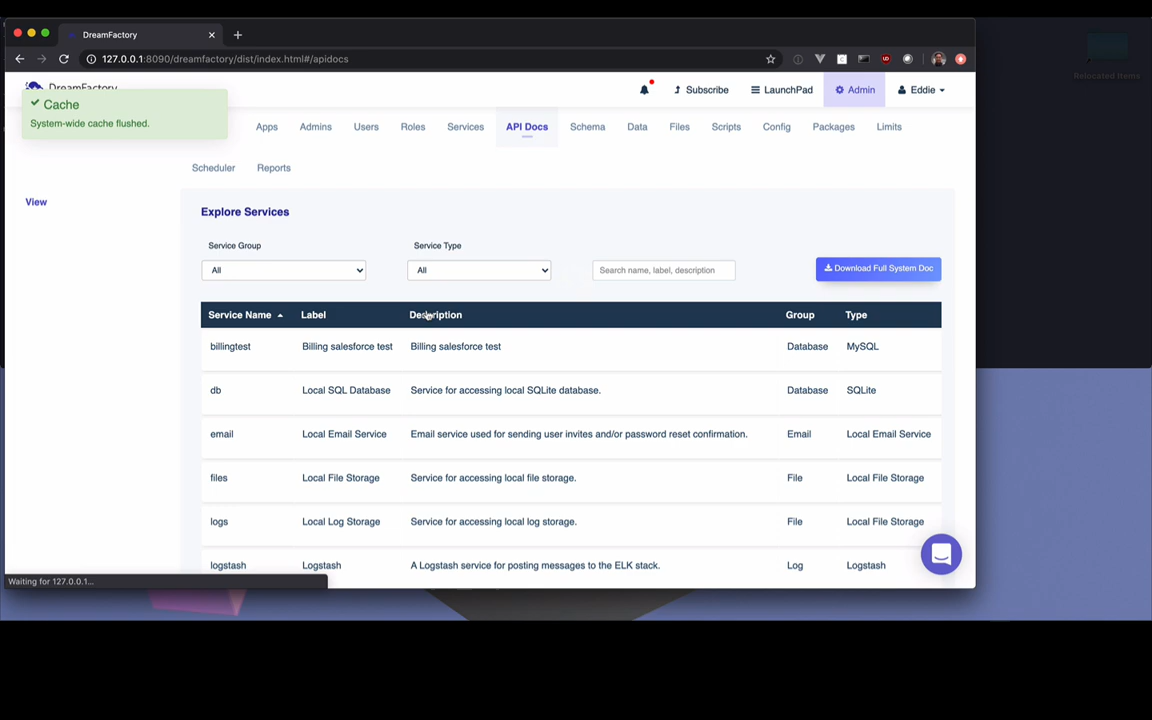 DreamFactory
127.0.0.1:8090/dreamfactory/dist/index.html#/apidocs
Relocated Items
DreamFactory
Subscribe
LaunchPad
Admin
Eddie
Cache
System-wide cache flushed.
Apps
Admins
Users
Roles
Services
API Docs
Schema
Data
Files
Scripts
Config
Packages
Limits
Scheduler
Reports
View
Explore Services
Service Group
Service Type
All
All
Search name, label, description
Download Full System Doc
Service Name Label Description Group Type
billingtest Billing salesforce test Billing salesforce test Database MySQL
db Local SQL Database Service for accessing local SQLite database. Database SQLite
email Local Email Service Email service used for sending user invites and/or password reset confirmation. Email Local Email Service
files Local File Storage Service for accessing local file storage. File Local File Storage
logs Local Log Storage Service for accessing local log storage. File Local File Storage
logstash Logstash A Logstash service for posting messages to the ELK stack. Log Logstash
Waiting for 127.0.0.1...